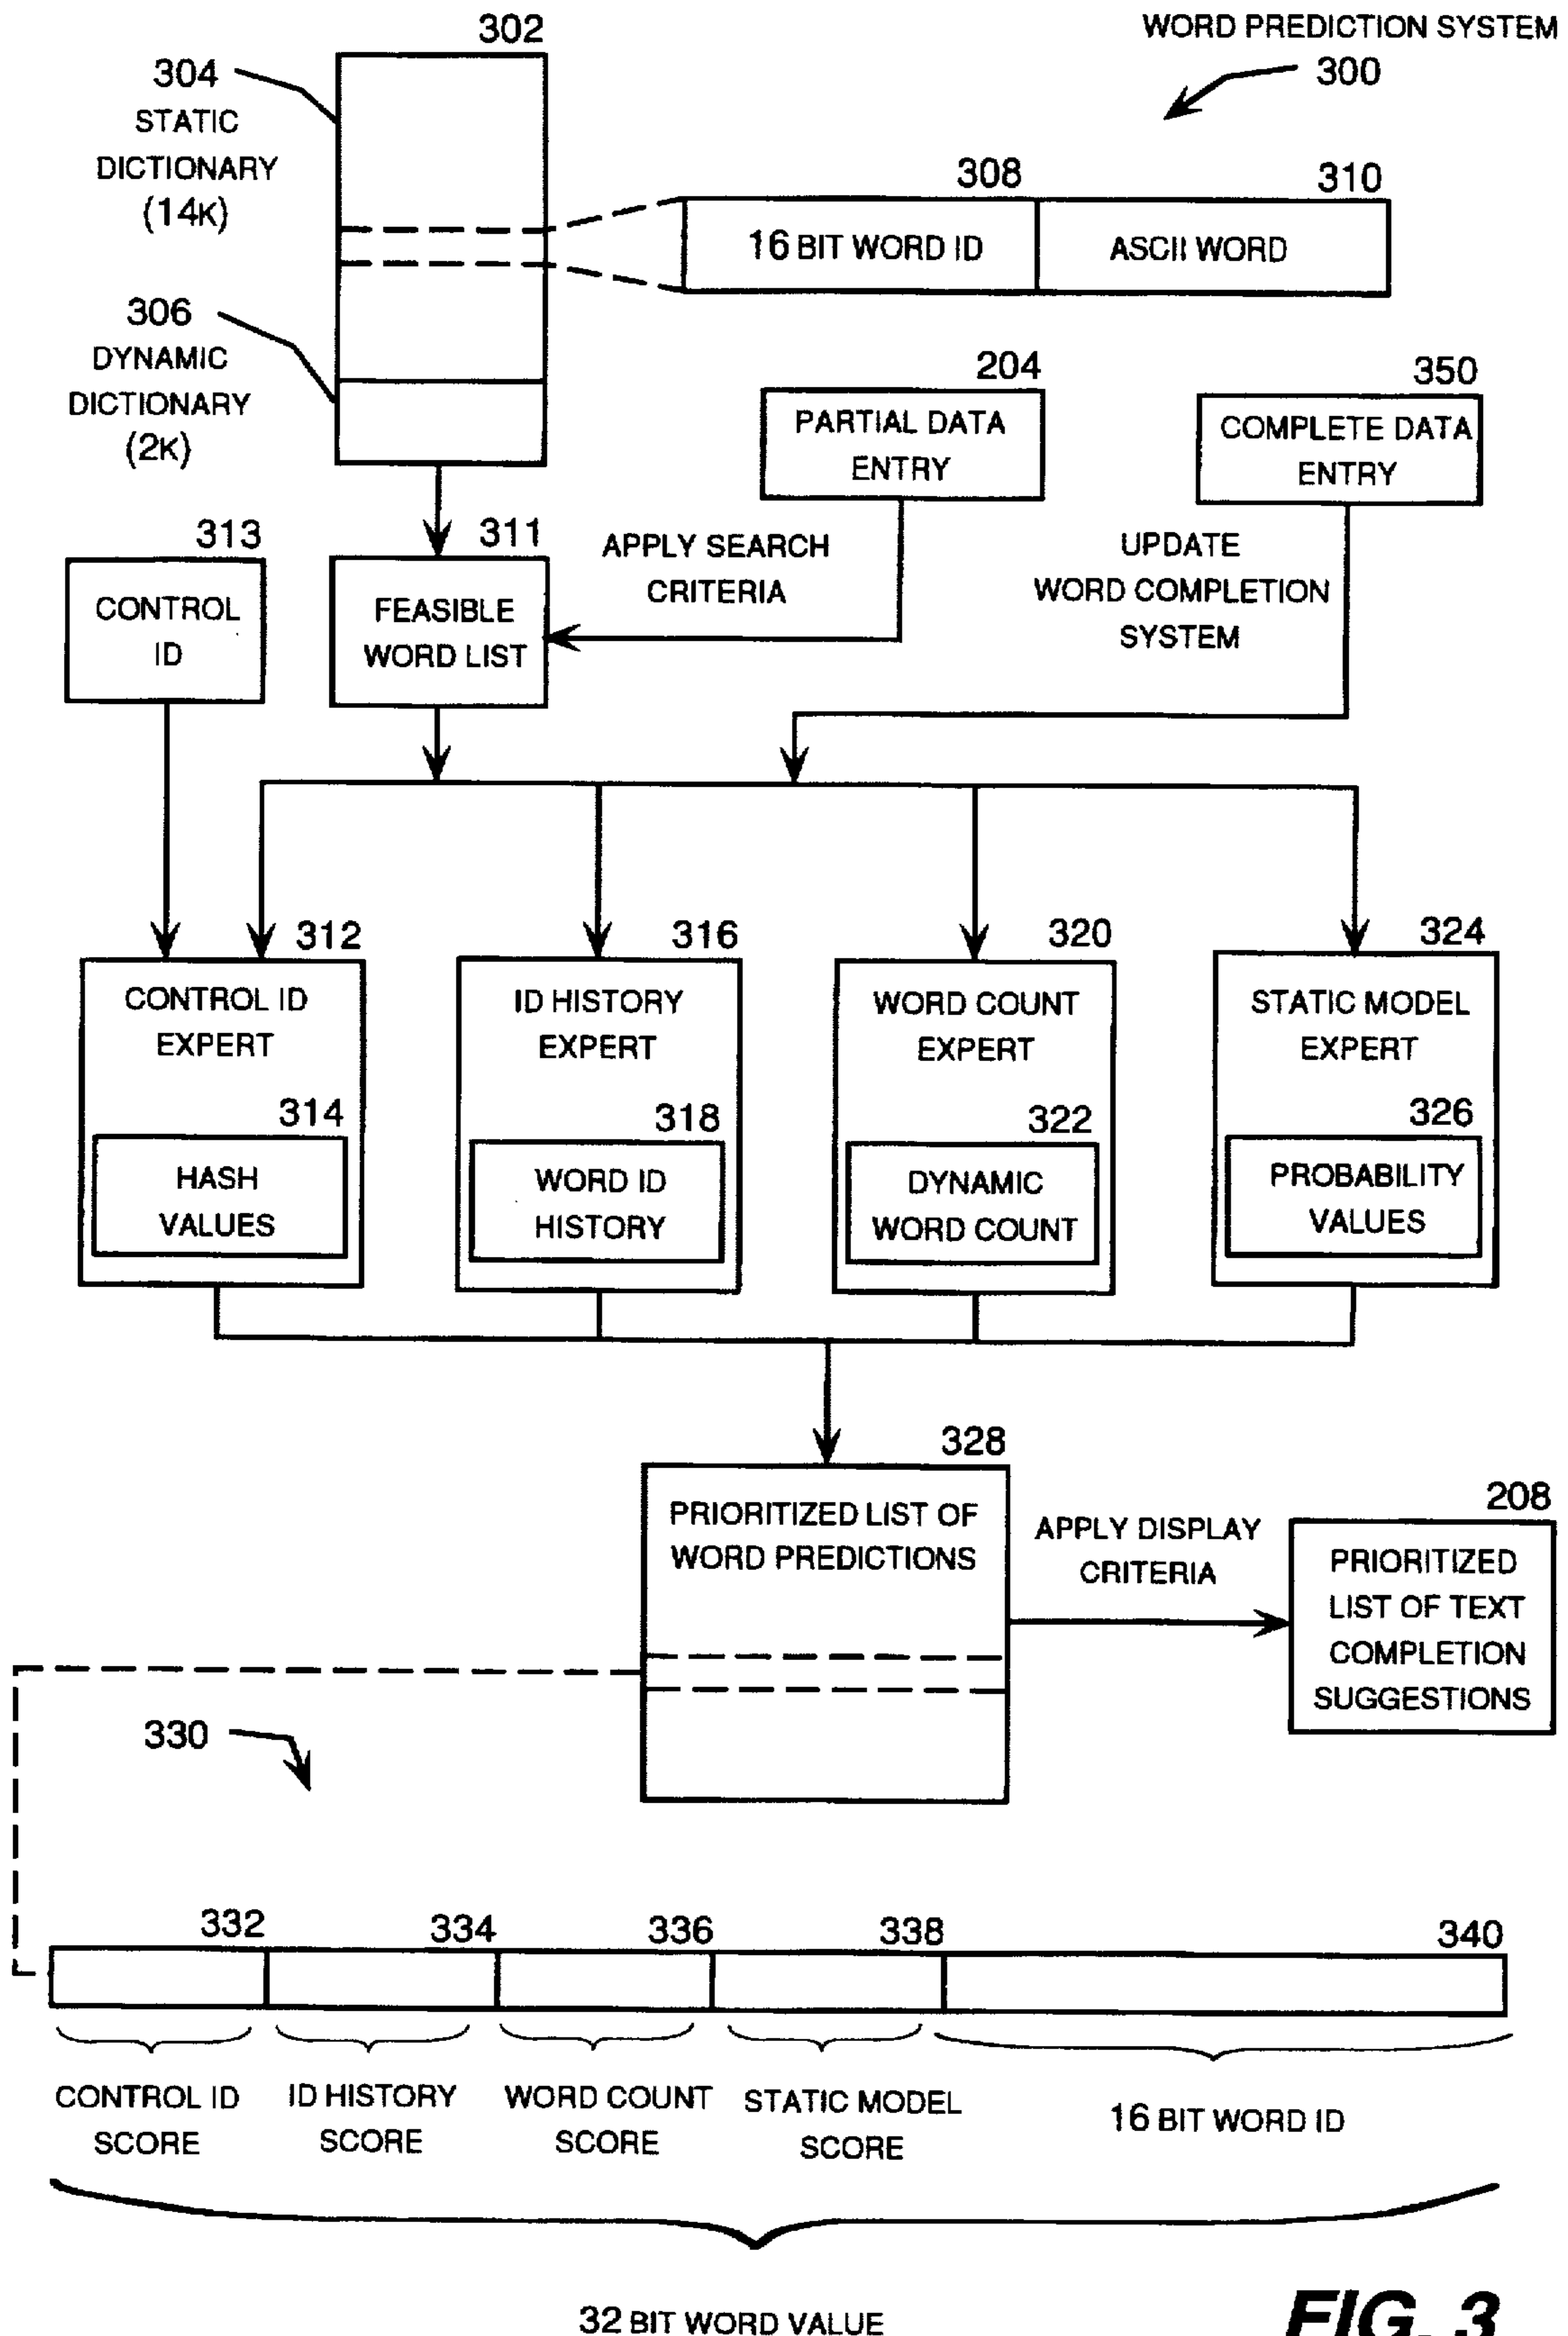 WORD PREDICTION SYSTEM
300
302
304
STATIC
DICTIONARY
(14K)
308
310
16 BIT WORD ID
ASCII WORD
306
DYNAMIC
DICTIONARY
(2K)
204
PARTIAL DATA
ENTRY
350
COMPLETE DATA
ENTRY
313
CONTROL
ID
311
FEASIBLE
WORD LIST
APPLY SEARCH
CRITERIA
UPDATE
WORD COMPLETION
SYSTEM
312
CONTROL ID
EXPERT
314
HASH
VALUES
316
ID HISTORY
EXPERT
318
WORD ID
HISTORY
320
WORD COUNT
EXPERT
322
DYNAMIC
WORD COUNT
324
STATIC MODEL
EXPERT
326
PROBABILITY
VALUES
328
PRIORITIZED LIST OF
WORD PREDICTIONS
APPLY DISPLAY
CRITERIA
208
PRIORITIZED
LIST OF TEXT
COMPLETION
SUGGESTIONS
330
332
334
336
338
340
CONTROL ID
SCORE
ID HISTORY
SCORE
WORD COUNT
SCORE
STATIC MODEL
SCORE
16 BIT WORD ID
32 BIT WORD VALUE
FIG. 3